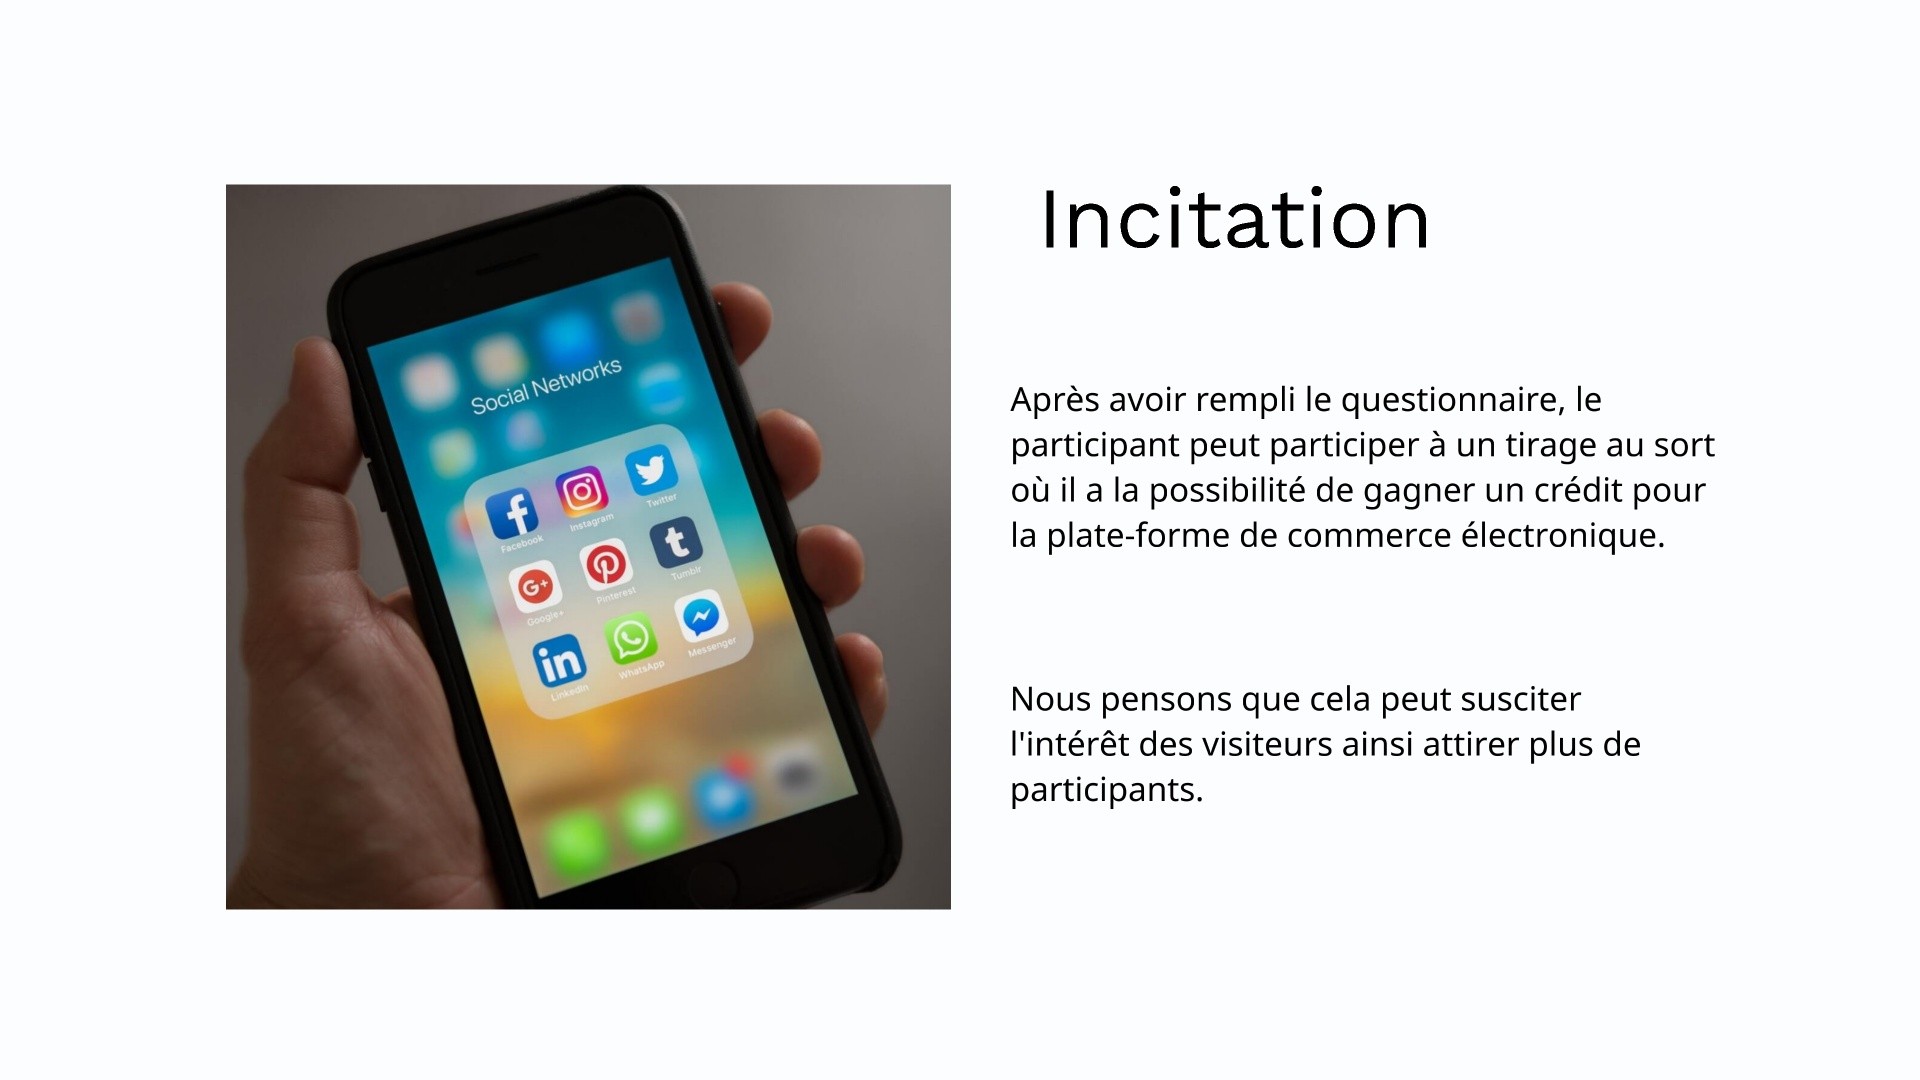 Incitation
Après avoir rempli le questionnaire, le
participant peut participer à un tirage au sort
où il a la possibilité de gagner un crédit pour
la plate-forme de commerce électronique.
Nous pensons que cela peut susciter
l'intérêt des visiteurs ainsi attirer plus de
participants.
Social Networks
Facebook
Instagram
Twitter
Google+
Pinterest
Tumblr
LinkedIn
WhatsApp
Messenger